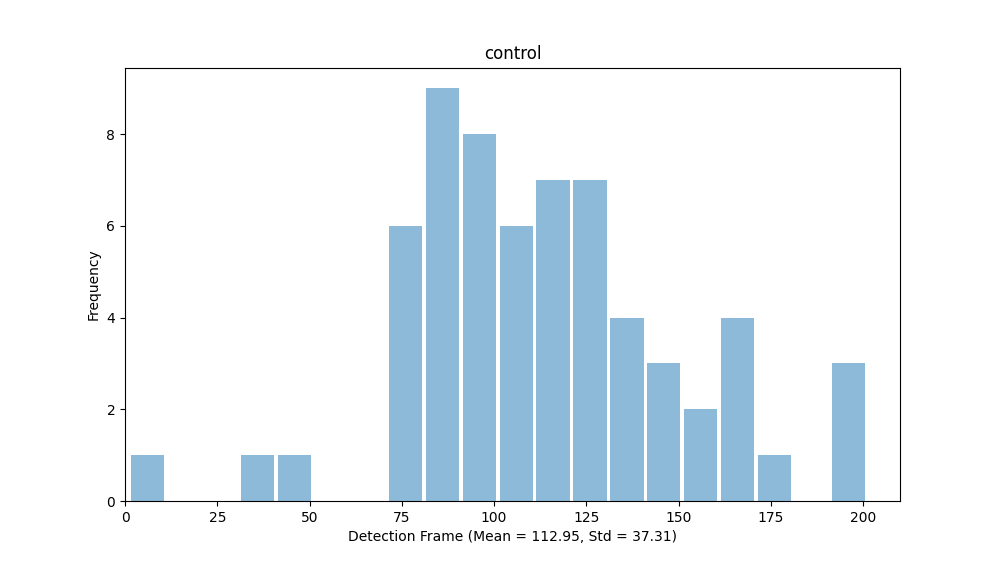 control
Frequency
8
6
4
2
0
0 25 50 75 100 125 150 175 200
Detection Frame (Mean = 112.95, Std = 37.31)